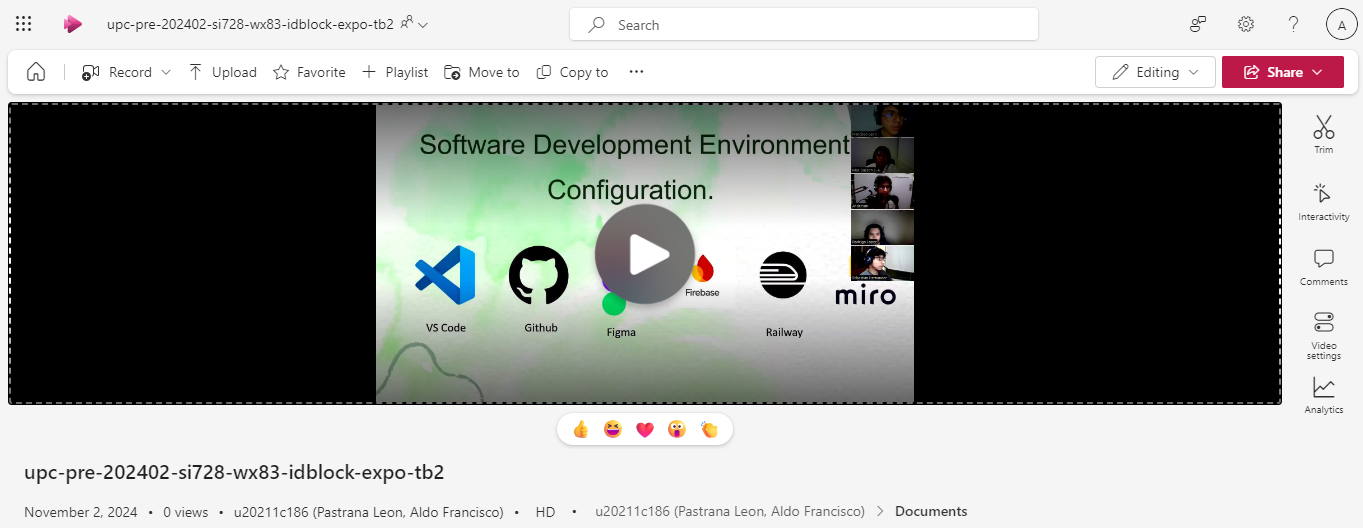 upc-pre-202402-si728-wx83-idblock-expo-tb2
Search
A
Record
Upload
Favorite
Playlist
Move to
Copy to
Editing
Share
Software Development Environment
Configuration.
VS Code
Github
Figma
Firebase
Railway
miro
Trim
Interactivity
Comments
Video
settings
Analytics
upc-pre-202402-si728-wx83-idblock-expo-tb2
November 2, 2024 • 0 views • u20211c186 (Pastrana Leon, Aldo Francisco) • HD • u20211c186 (Pastrana Leon, Aldo Francisco) > Documents